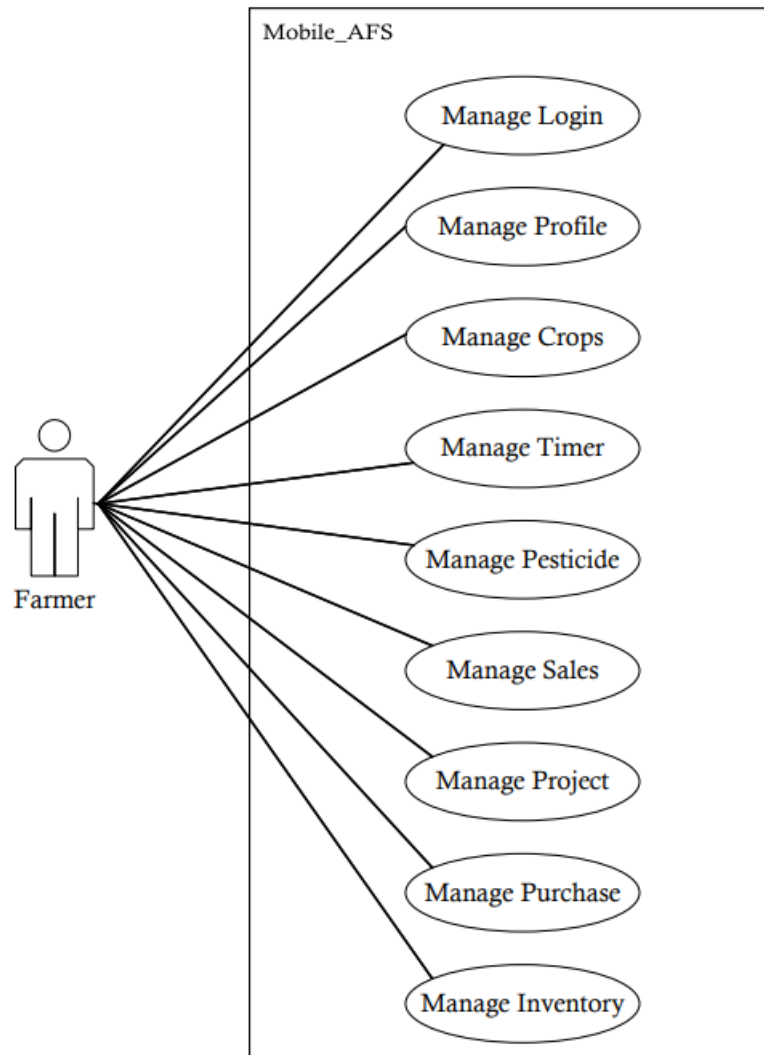 Mobile_AFS
Manage Login
Manage Profile
Manage Crops
Manage Timer
Manage Pesticide
Farmer
Manage Sales
Manage Project
Manage Purchase
Manage Inventory